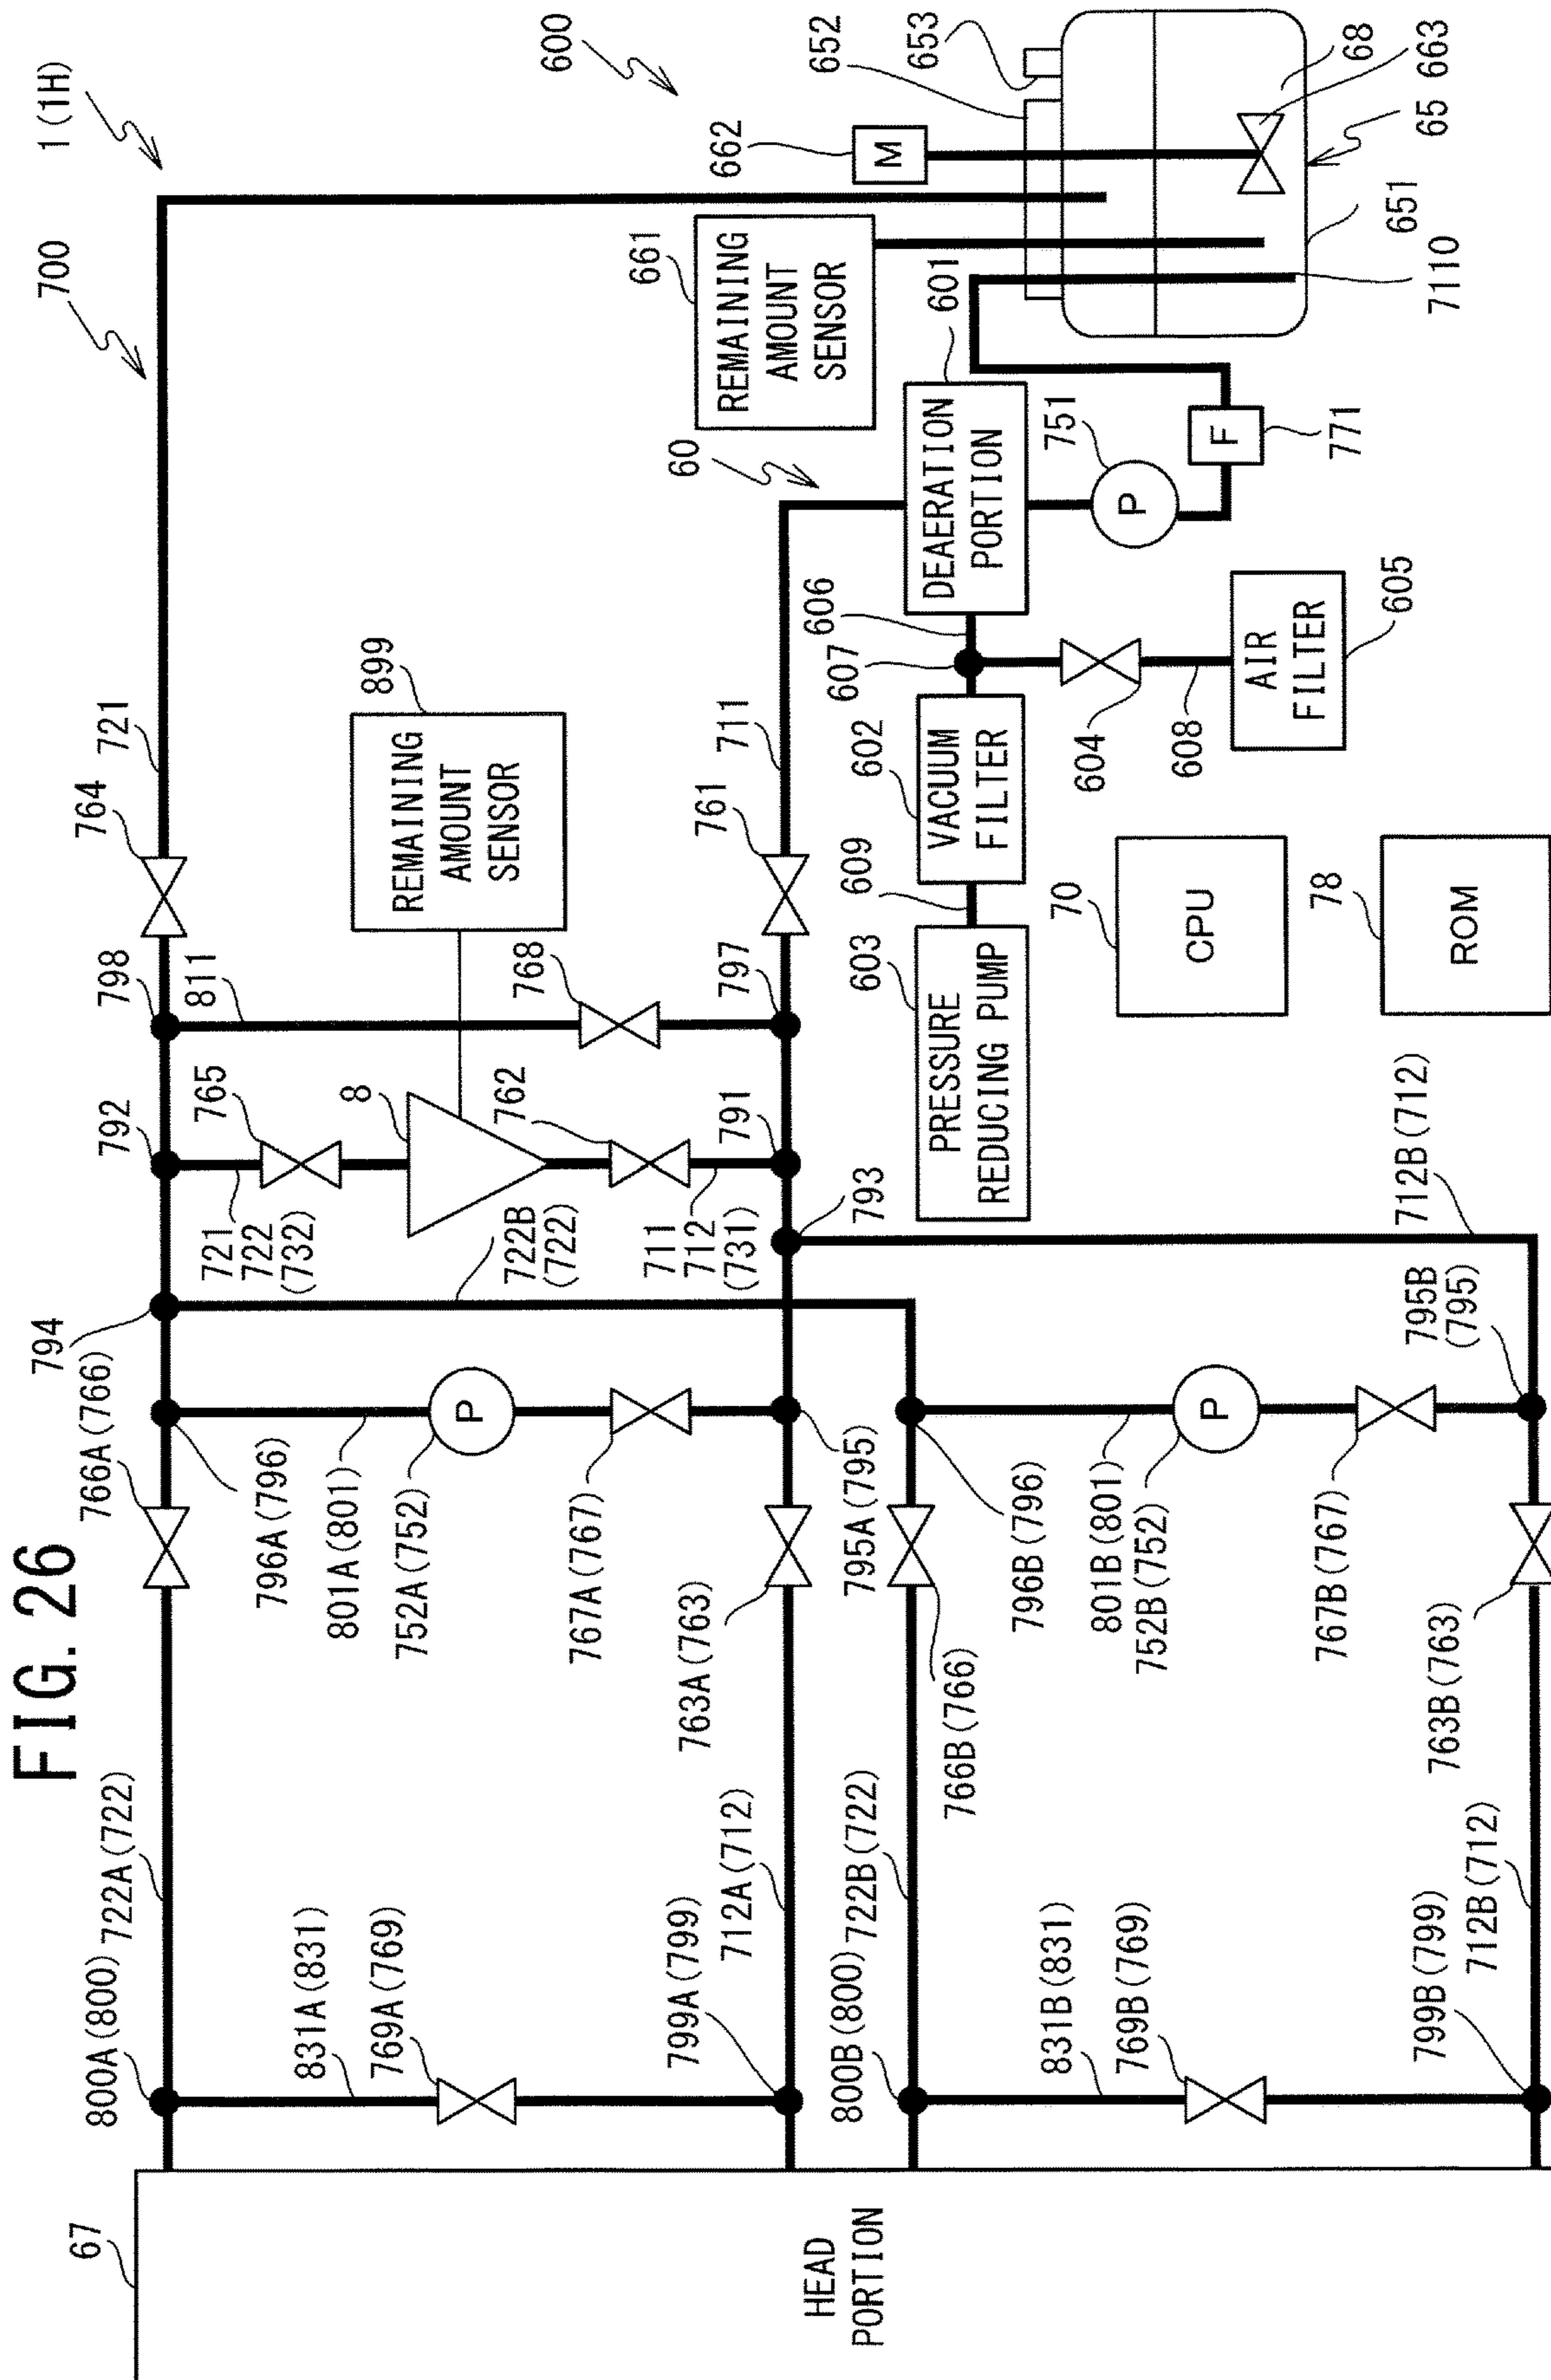 FIG. 26
1(1H)
700
600
721
764
798
811
792
765
8
721
722
(732)
722B
(722)
794
766A(766)
796A(796)
801A(801)
752A(752)
767A(767)
722A(722)
800A(800)
831A(831)
769A(769)
67
HEAD
PORTION
899
REMAINING
AMOUNT
SENSOR
768
762
711
712
(731)
791
797
761
711
793
60
661
REMAINING
AMOUNT
SENSOR
662
M
652
653
68
663
65
651
7110
601
DEAERATION
PORTION
751
P
F
771
606
607
602
VACUUM
FILTER
604
608
AIR
FILTER
605
609
603
PRESSURE
REDUCING PUMP
70
CPU
78
ROM
712B(712)
795B
(795)
P
795A(795)
763A(763)
712A(712)
799A(799)
796B(796)
801B(801)
752B(752)
P
767B(767)
766B(766)
763B(763)
722B(722)
800B(800)
831B(831)
769B(769)
712B(712)
799B(799)